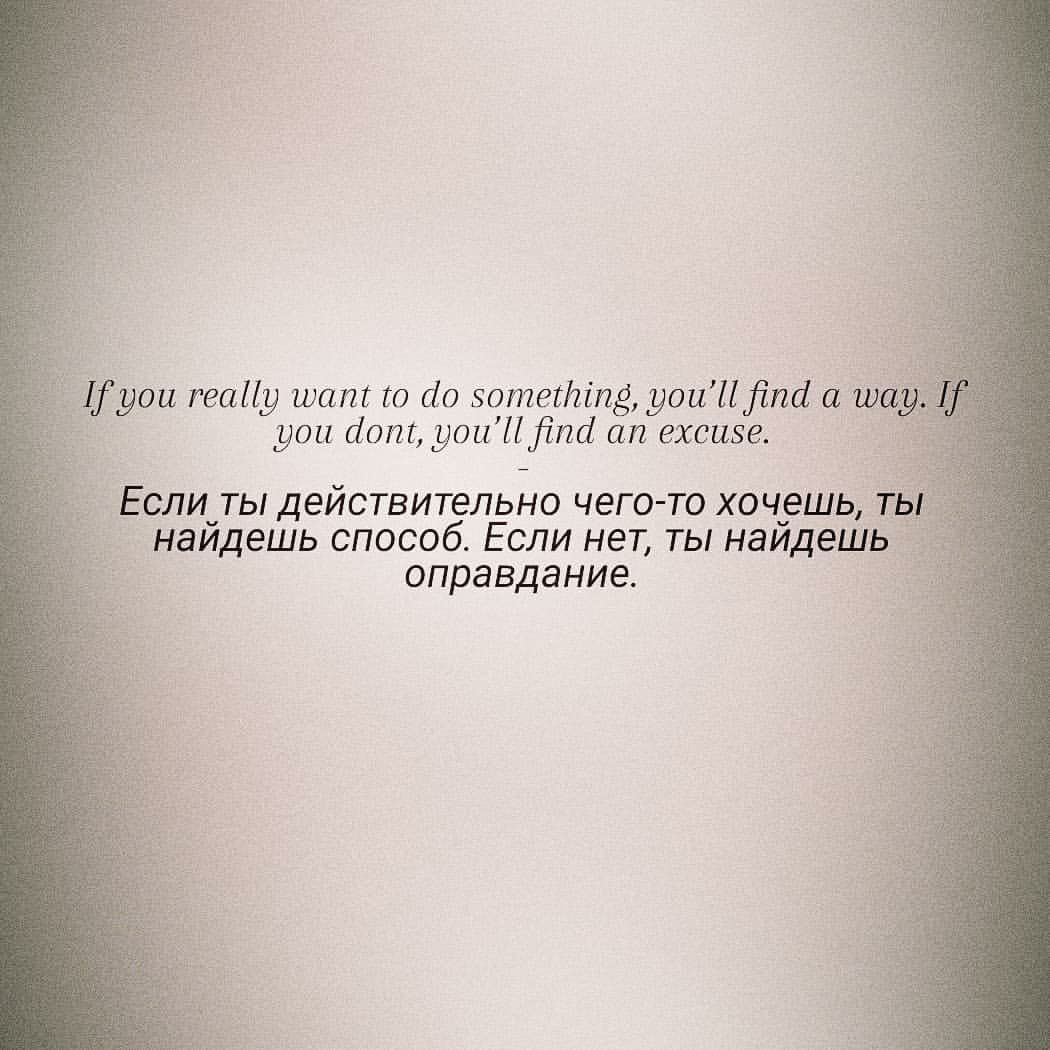 If you really want to do something, you’ll find a way. If
you dont, you’ll find an excuse.
–
Если ты действительно чего-то хочешь, ты
найдешь способ. Если нет, ты найдешь
оправдание.